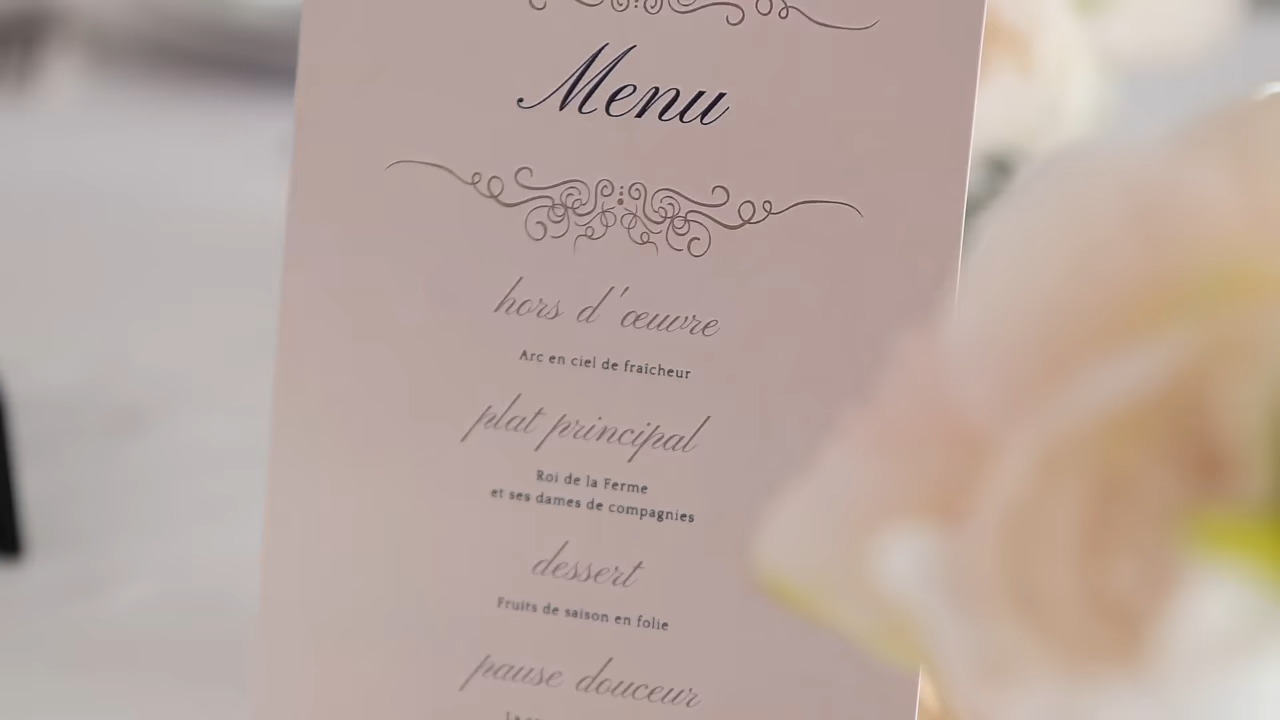 Menu
hors d'œuvre
Arc en ciel de fraîcheur
plat principal
Roi de la Ferme
et ses dames de compagnies
dessert
Fruits de saison en folie
pause douceur